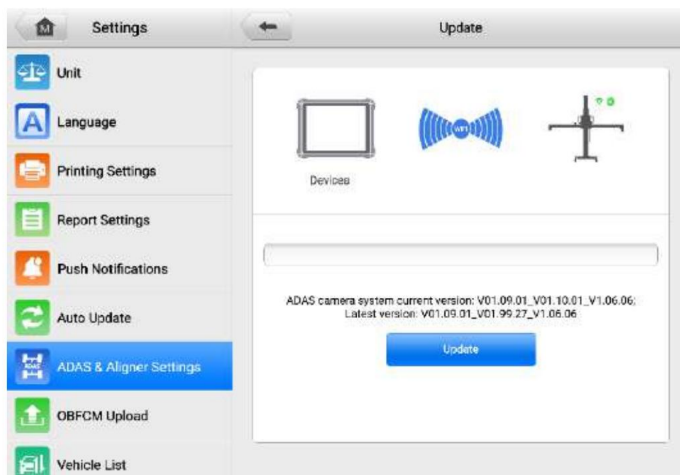 Settings
Update
Unit
Language
Printing Settings
Report Settings
Push Notifications
Auto Update
ADAS & Aligner Settings
OBFCM Upload
Vehicle List
WIFI
Devices
ADAS camera system current version: V01.09.01_V01.10.01_V1.06.06;
Latest version: V01.09.01_V01.99.27_V1.06.06
Update